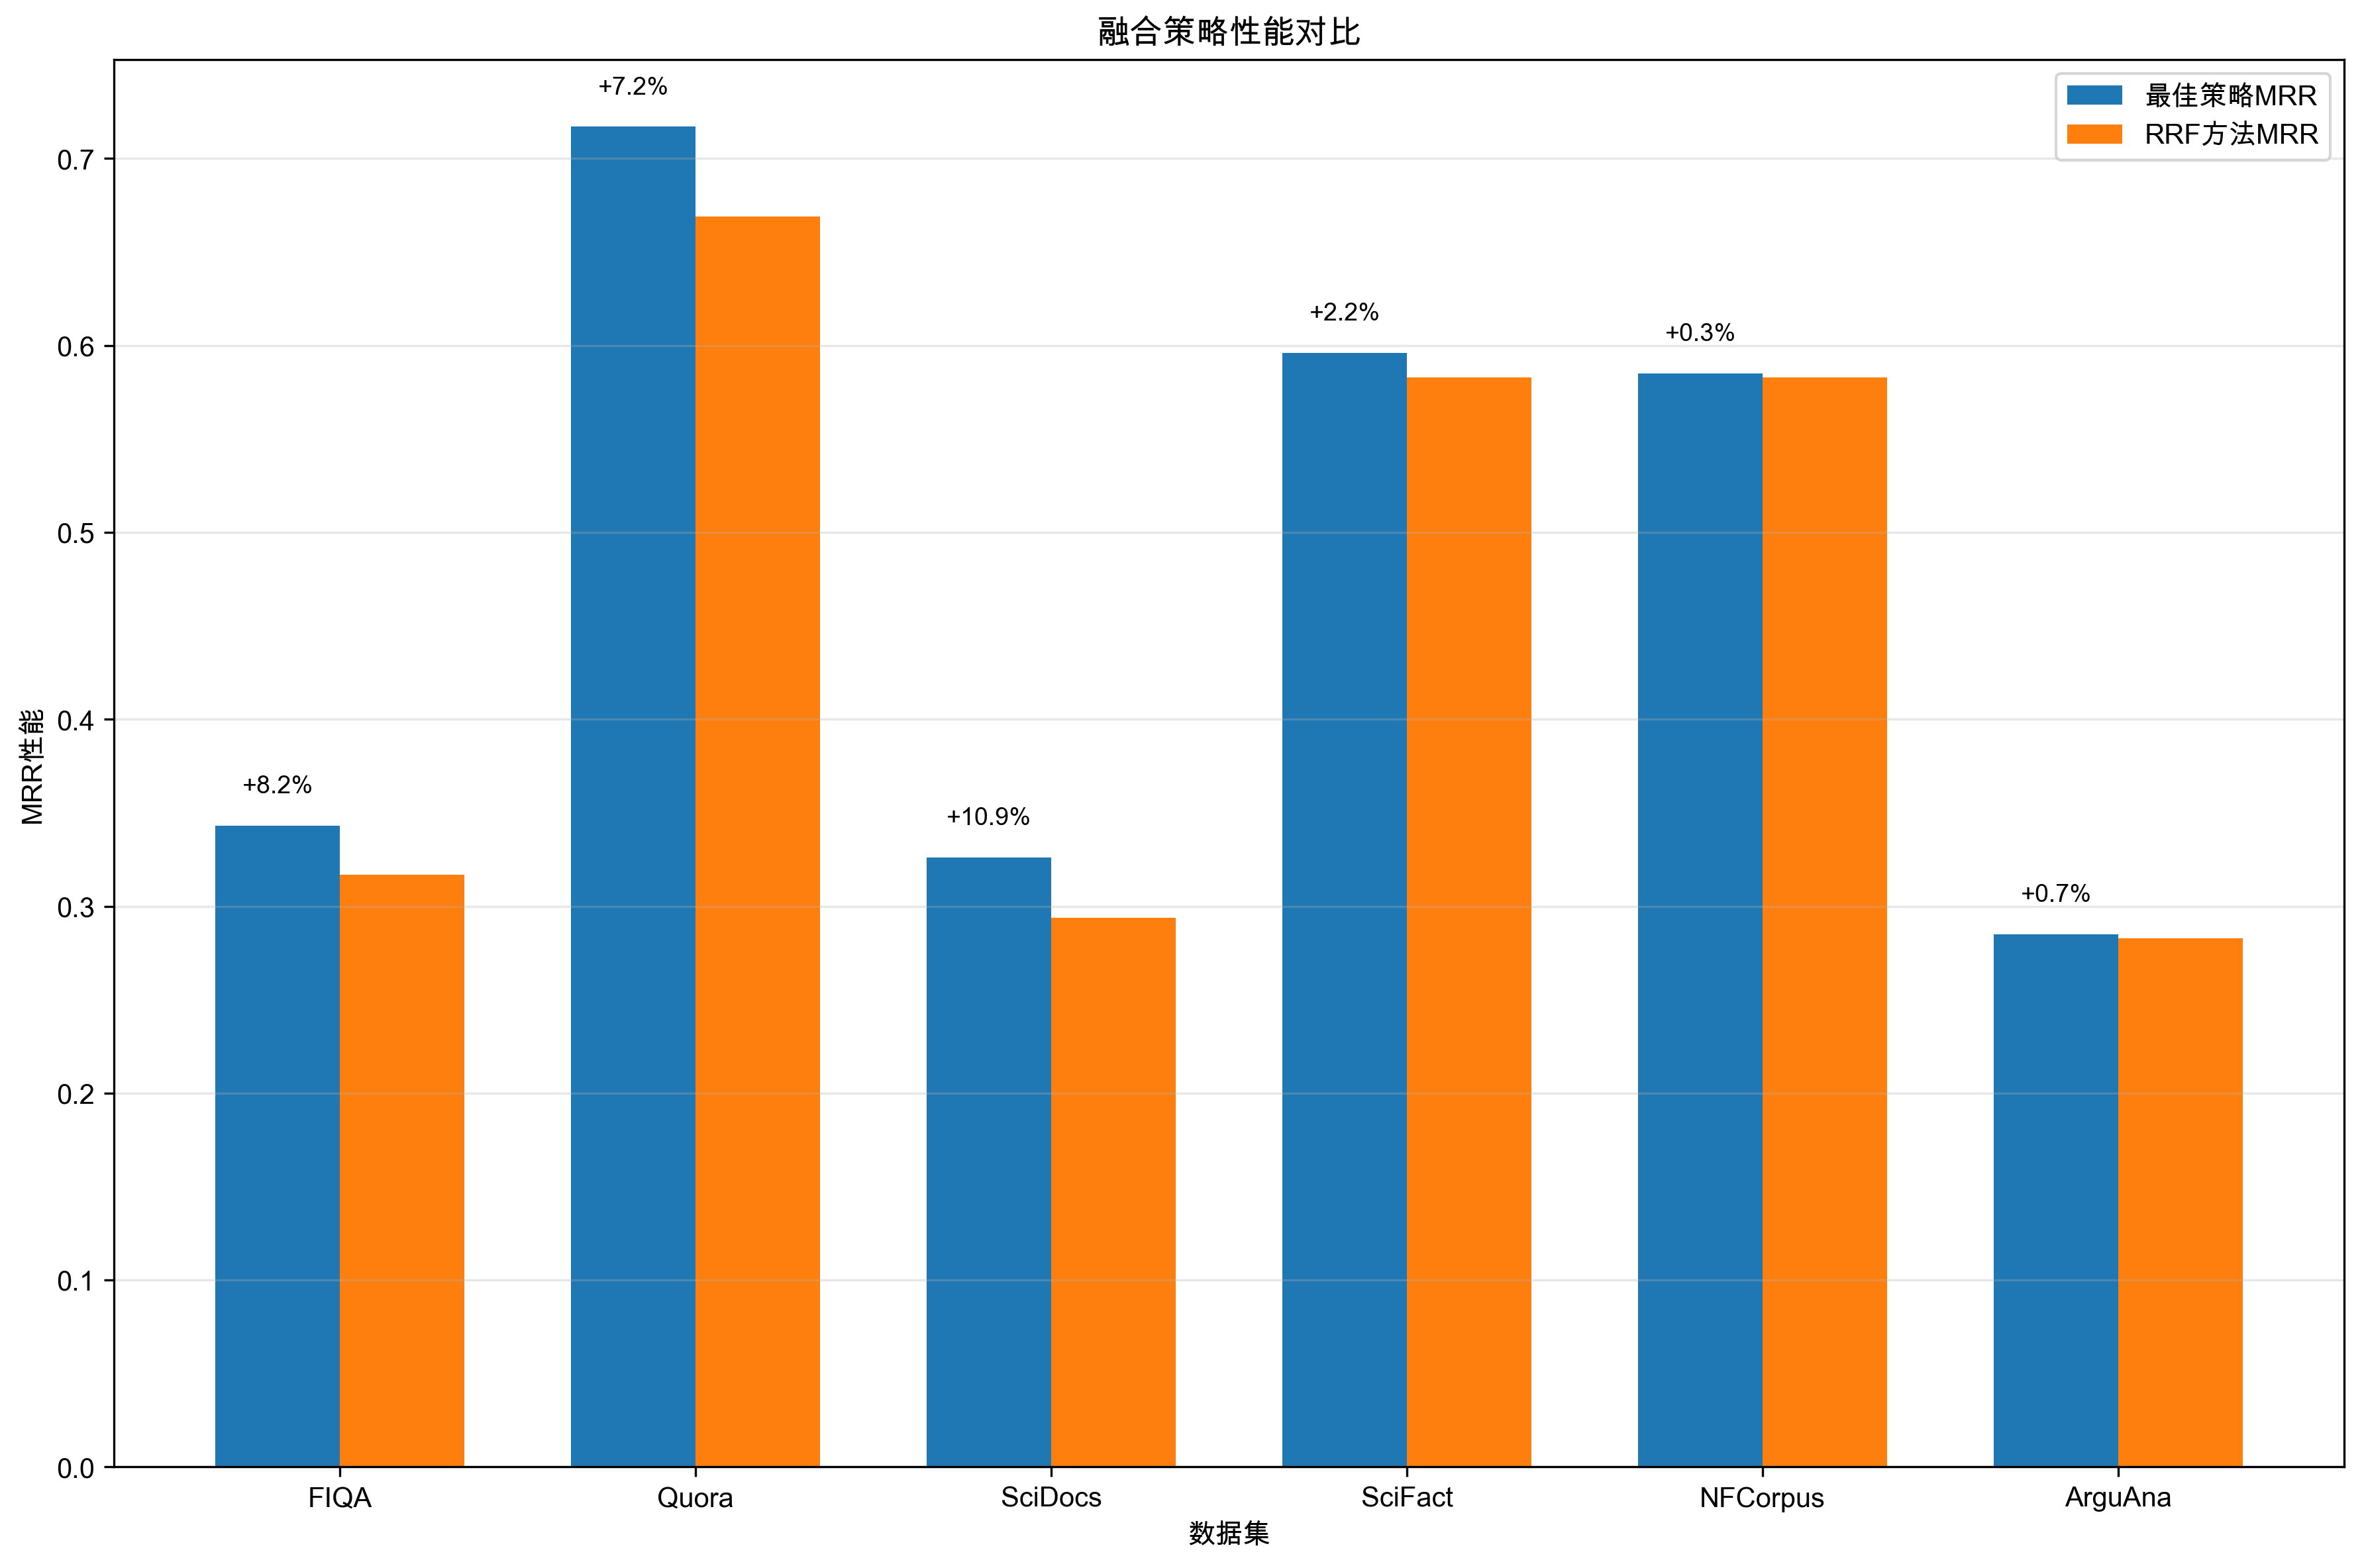 融合策略性能对比
最佳策略MRR
RRF方法MRR
+7.2%
+2.2%
+0.3%
+8.2%
+10.9%
+0.7%
MRR性能
0.7
0.6
0.5
0.4
0.3
0.2
0.1
0.0
FIQA
Quora
SciDocs
SciFact
NFCorpus
ArguAna
数据集